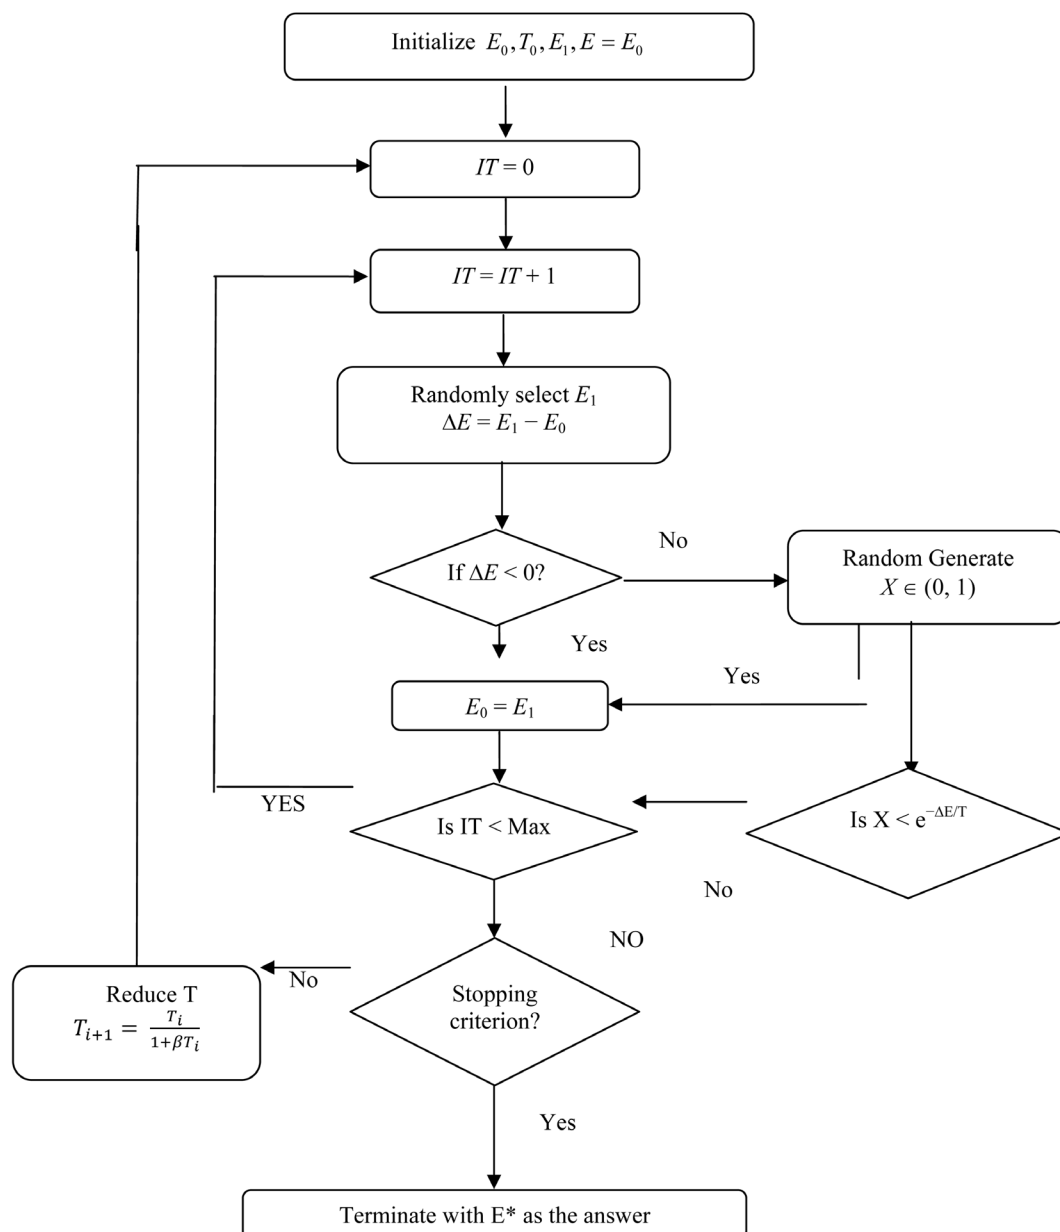 Initialize E₀, T₀, E₁, E = E₀
IT = 0
IT = IT + 1
Randomly select E₁
ΔE = E₁ − E₀
If ΔE < 0?
No
Random Generate
X ∈ (0, 1)
Yes
Yes
E₀ = E₁
YES
Is IT < Max
Is X < e^{−ΔE/T}
No
NO
No
Reduce T
T_{i+1} = T_i / (1+βT_i)
Stopping
criterion?
Yes
Terminate with E* as the answer